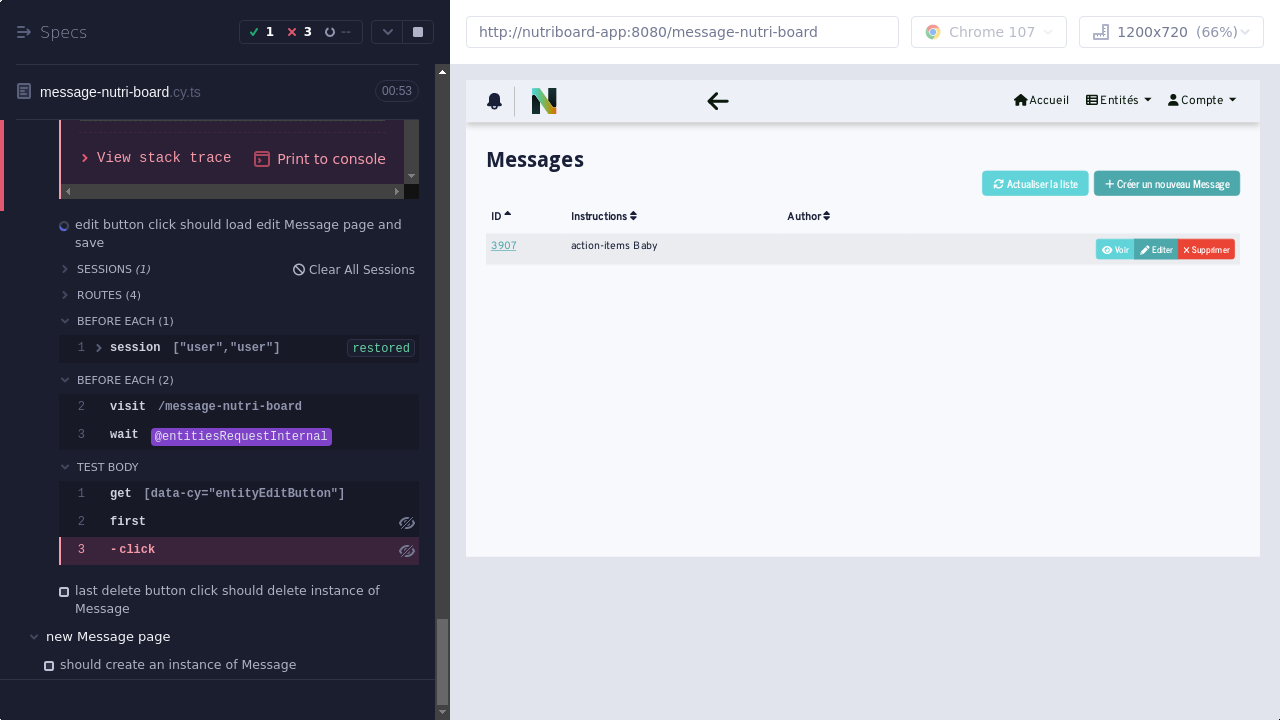 Specs
1
3
--
message-nutri-board.cy.ts
00:53
View stack trace
Print to console
edit button click should load edit Message page and
save
SESSIONS (1)
Clear All Sessions
ROUTES (4)
BEFORE EACH (1)
1 session ["user","user"] restored
BEFORE EACH (2)
2 visit /message-nutri-board
3 wait @entitiesRequestInternal
TEST BODY
1 get [data-cy="entityEditButton"]
2 first
3 -click
last delete button click should delete instance of
Message
new Message page
should create an instance of Message
http://nutriboard-app:8080/message-nutri-board
Chrome 107
1200x720 (66%)
N
Accueil
Entités
Compte
Messages
Actualiser la liste
Créer un nouveau Message
ID Instructions Author
3907 action-items Baby
Voir
Editer
Supprimer